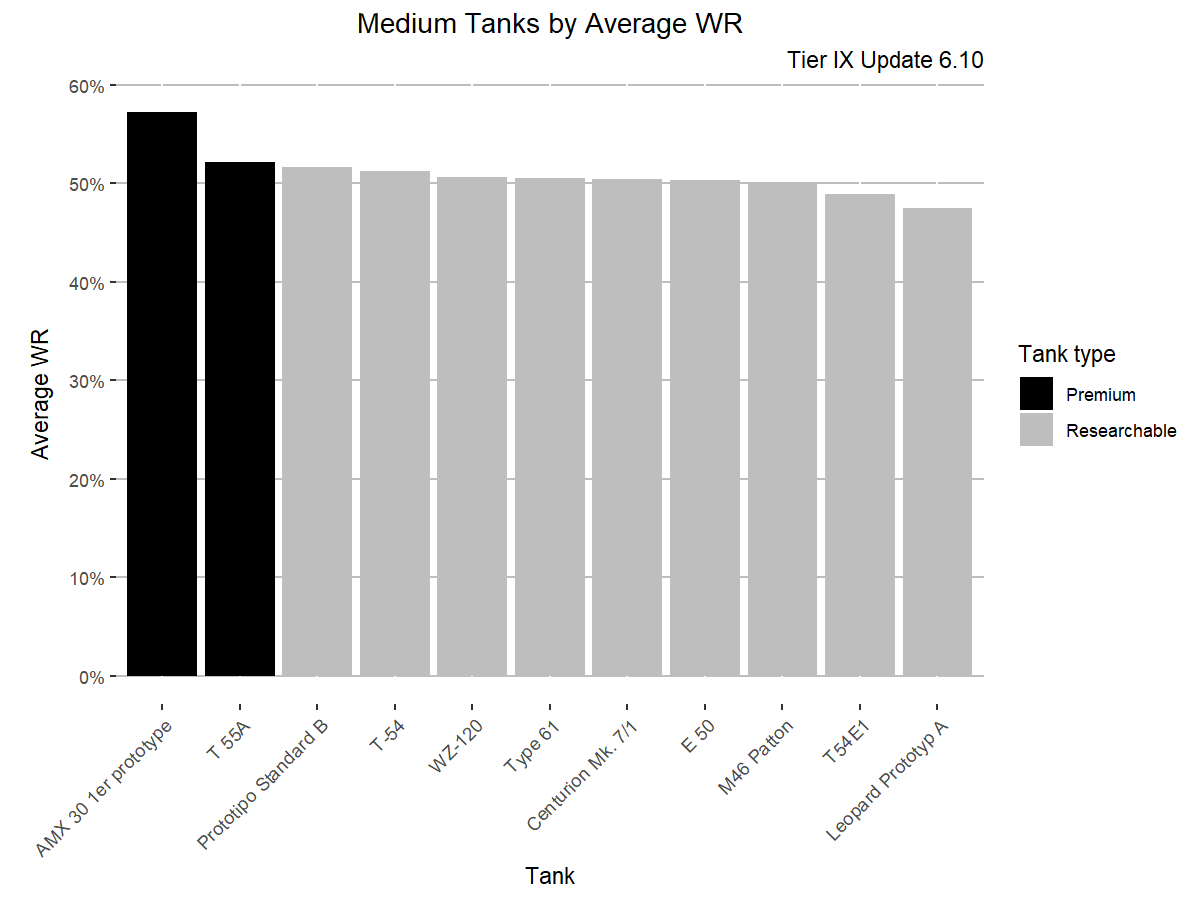 Medium Tanks by Average WR
Tier IX Update 6.10
60%
50%
40%
30%
20%
10%
0%
Average WR
AMX 30 1er prototype
T 55A
Prototipo Standard B
T-54
WZ-120
Type 61
Centurion Mk. 7/1
E 50
M46 Patton
T54E1
Leopard Prototyp A
Tank
Tank type
Premium
Researchable